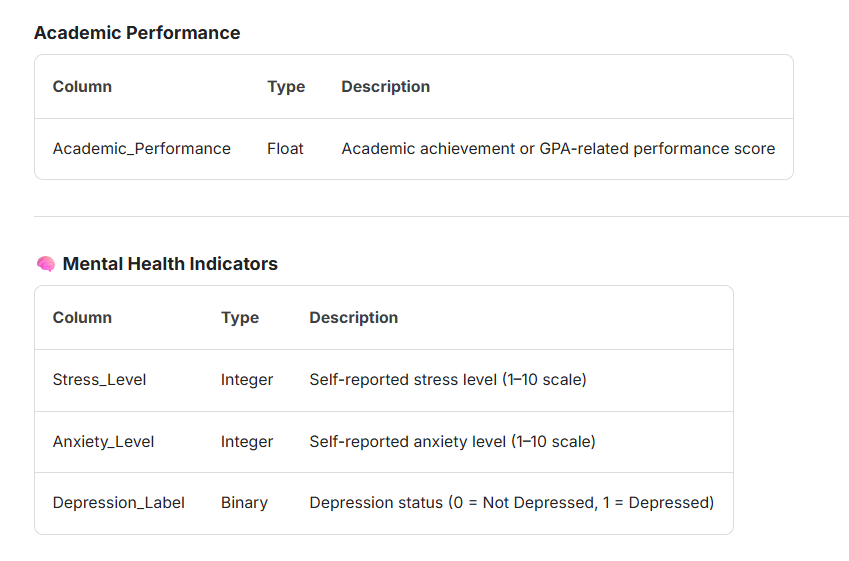 Academic Performance
Column Type Description
Academic_Performance Float Academic achievement or GPA-related performance score
🧠 Mental Health Indicators
Column Type Description
Stress_Level Integer Self-reported stress level (1–10 scale)
Anxiety_Level Integer Self-reported anxiety level (1–10 scale)
Depression_Label Binary Depression status (0 = Not Depressed, 1 = Depressed)